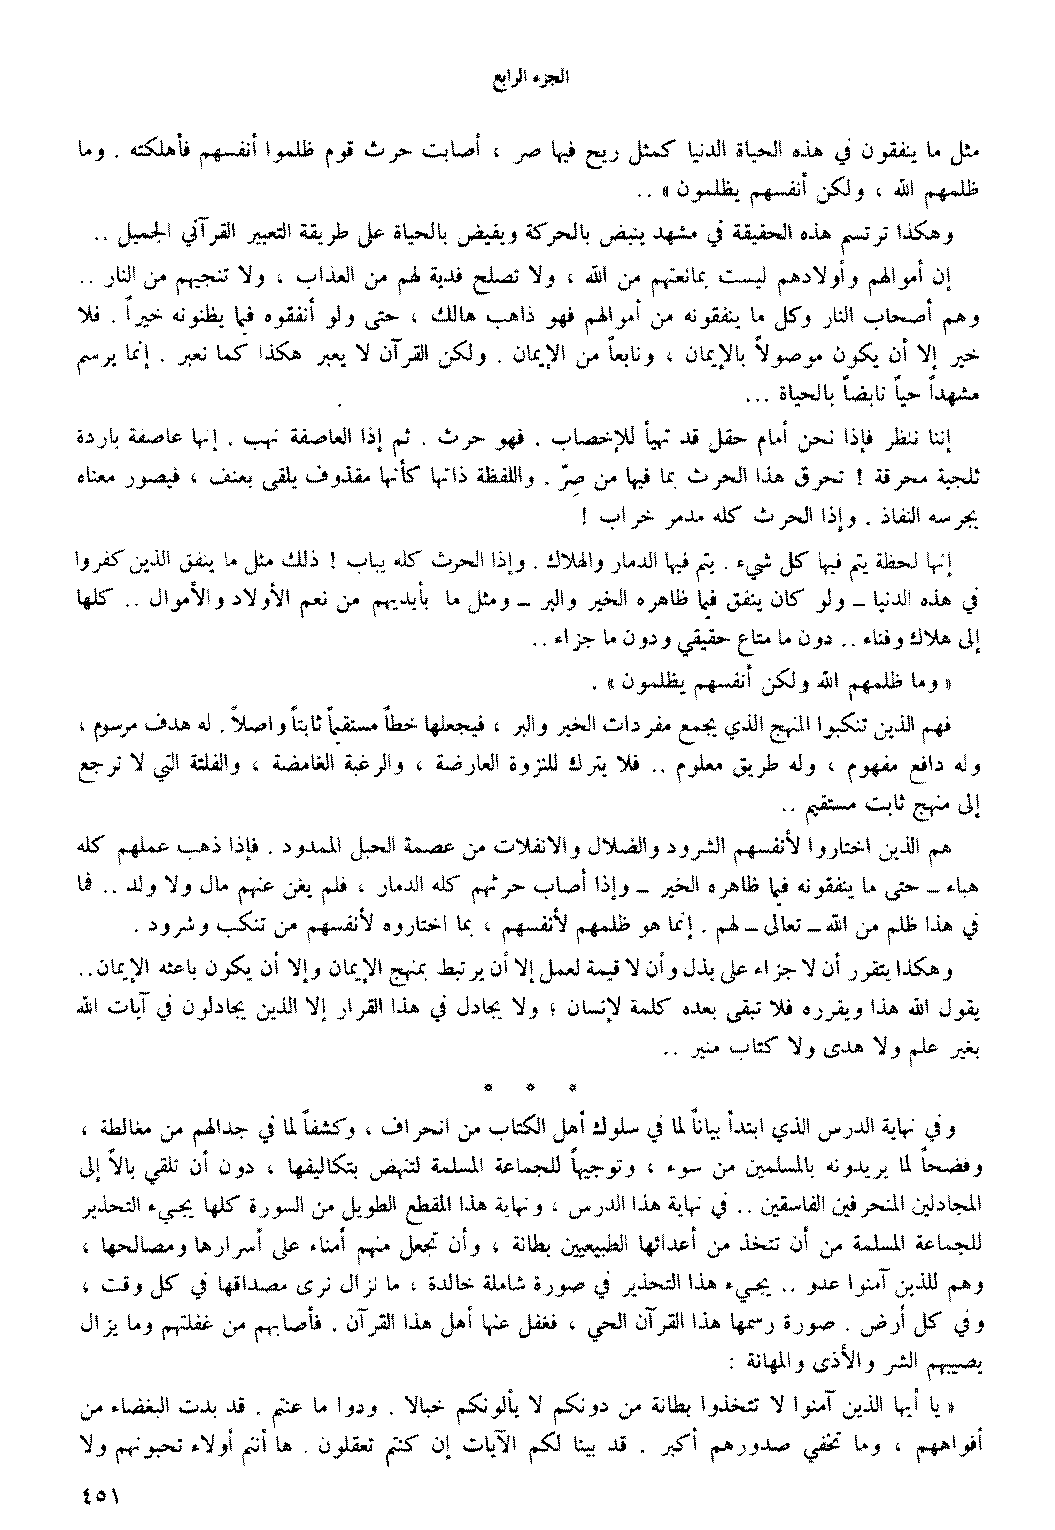 الجزء الرابع
مثل ما ينفقون في هذه الحياة الدنيا كمثل ريح فيها صر ، أصابت حرث قوم ظلموا أنفسهم فأهلكته . وما
ظلمهم الله ، ولكن أنفسهم يظلمون » ..
وهكذا ترتسم هذه الحقيقة في مشهد ينبض بالحركة ويفيض بالحياة على طريقة التعبير القرآني الجميل ..
إن أموالهم وأولادهم ليست بمانعتهم من الله ، ولا تصلح فدية لهم من العذاب ، ولا تنجيهم من النار ..
وهم أصحاب النار وكل ما ينفقونه من أموالهم فهو ذاهب هالك ، حتى ولو أنفقوه فيما يظنونه خيراً . فلا
خير إلا أن يكون موصولاً بالإيمان ، ونابعاً من الإيمان . ولكن القرآن لا يعبر هكذا كما نعبر . إنما يرسم
مشهداً حياً نابضاً بالحياة ...
إننا ننظر فإذا نحن أمام حقل قد تهيأ للإخصاب . فهو حرث . ثم إذا العاصفة تهب . إنها عاصفة باردة
ثلجية محرقة ! تحرق هذا الحرث بما فيها من صِرّ . واللفظة ذاتها كأنها مقذوف يلقى بعنف ، فيصور معناه
بجرسه النفاذ . وإذا الحرث كله مدمر خراب !
إنها لحظة يتم فيها كل شيء . يتم فيها الدمار والهلاك . وإذا الحرث كله يباب ! ذلك مثل ما ينفق الذين كفروا
في هذه الدنيا – ولو كان ينفق فيما ظاهره الخير والبر – ومثل ما بأيديهم من نعم الأولاد والأموال .. كلها
إلى هلاك وفناء .. دون ما متاع حقيقي ودون ما جزاء ..
« وما ظلمهم الله ولكن أنفسهم يظلمون » .
فهم الذين تنكبوا المنهج الذي يجمع مفردات الخير والبر ، فيجعلها خطاً مستقيماً ثابتاً واصلاً . له هدف مرسوم ،
وله دافع مفهوم ، وله طريق معلوم .. فلا يترك للنزوة العارضة ، والرغبة الغامضة ، والفلتة التي لا ترجع
إلى منهج ثابت مستقيم ..
هم الذين اختاروا لأنفسهم الشرود والضلال والانفلات من عصمة الحبل الممدود . فإذا ذهب عملهم كله
هباء – حتى ما ينفقونه فيما ظاهره الخير – وإذا أصاب حرثهم كله الدمار ، فلم يغن عنهم مال ولا ولد .. فما
في هذا ظلم من الله – تعالى – لهم . إنما هو ظلمهم لأنفسهم ، بما اختاروه لأنفسهم من تنكب وشرود .
وهكذا يتقرر أن لا جزاء على بذل وأن لا قيمة لعمل إلا أن يرتبط بمنهج الإيمان وإلا أن يكون باعثه الإيمان..
يقول الله هذا ويقرره فلا تبقى بعده كلمة لإنسان ؛ ولا يجادل في هذا القرار إلا الذين يجادلون في آيات الله
بغير علم ولا هدى ولا كتاب منير ..
* * *
وفي نهاية الدرس الذي ابتدأ بياناً لما في سلوك أهل الكتاب من انحراف ، وكشفاً لما في جدالهم من مغالطة ،
وفضحاً لما يريدونه بالمسلمين من سوء ، وتوجيهاً للجماعة المسلمة لتنهض بتكاليفها ، دون أن تلقي بالاً إلى
المجادلين المنحرفين الفاسقين .. في نهاية هذا الدرس ، ونهاية هذا المقطع الطويل من السورة كلها يجيء التحذير
للجماعة المسلمة من أن تتخذ من أعدائها الطبيعيين بطانة ، وأن تجعل منهم أمناء على أسرارها ومصالحها ،
وهم للذين آمنوا عدو .. يجيء هذا التحذير في صورة شاملة خالدة ، ما نزال نرى مصداقها في كل وقت ،
وفي كل أرض . صورة رسمها هذا القرآن الحي ، فغفل عنها أهل هذا القرآن . فأصابهم من غفلتهم وما يزال
يصيبهم الشر والأذى والمهانة :
« يا أيها الذين آمنوا لا تتخذوا بطانة من دونكم لا يألونكم خبالا . ودوا ما عنتم . قد بدت البغضاء من
أفواههم ، وما تخفي صدورهم أكبر . قد بينا لكم الآيات إن كنتم تعقلون . ها أنتم أولاء تحبونهم ولا
٤٥١